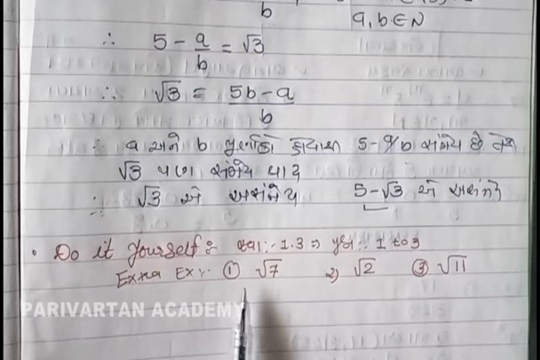 b
a, b ∈ N
∴ 5 - a/b = √3
∴ √3 = 5b-a/b
∴ a અને b પૂર્ણાંકો હોવાથી 5-a/b સંમેય છે
√3 પણ સંમેય થાય
∴ √3 એ અસંમેય 5-√3 એ અસંમેય
• Do it yourself: સ્વા:- 1.3 ⇒ 1 to 3
Extra Ex:- ① √7 2) √2 ③ √11
PARIVARTAN ACADEMY